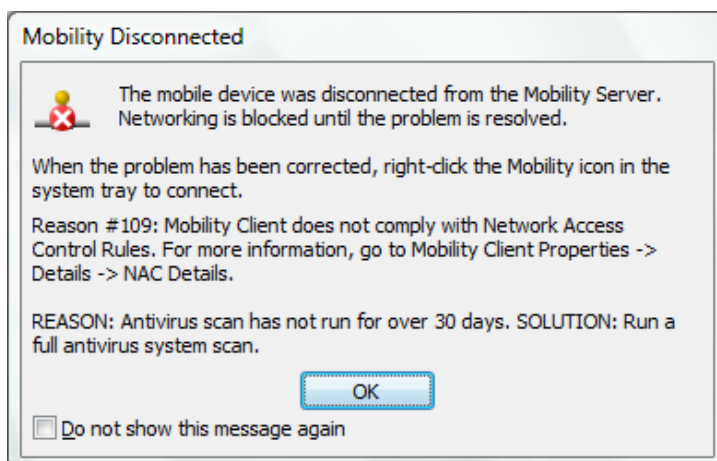 Mobility Disconnected
The mobile device was disconnected from the Mobility Server.
Networking is blocked until the problem is resolved.
When the problem has been corrected, right-click the Mobility icon in the
system tray to connect.
Reason #109: Mobility Client does not comply with Network Access
Control Rules. For more information, go to Mobility Client Properties ->
Details -> NAC Details.
REASON: Antivirus scan has not run for over 30 days. SOLUTION: Run a
full antivirus system scan.
OK
Do not show this message again